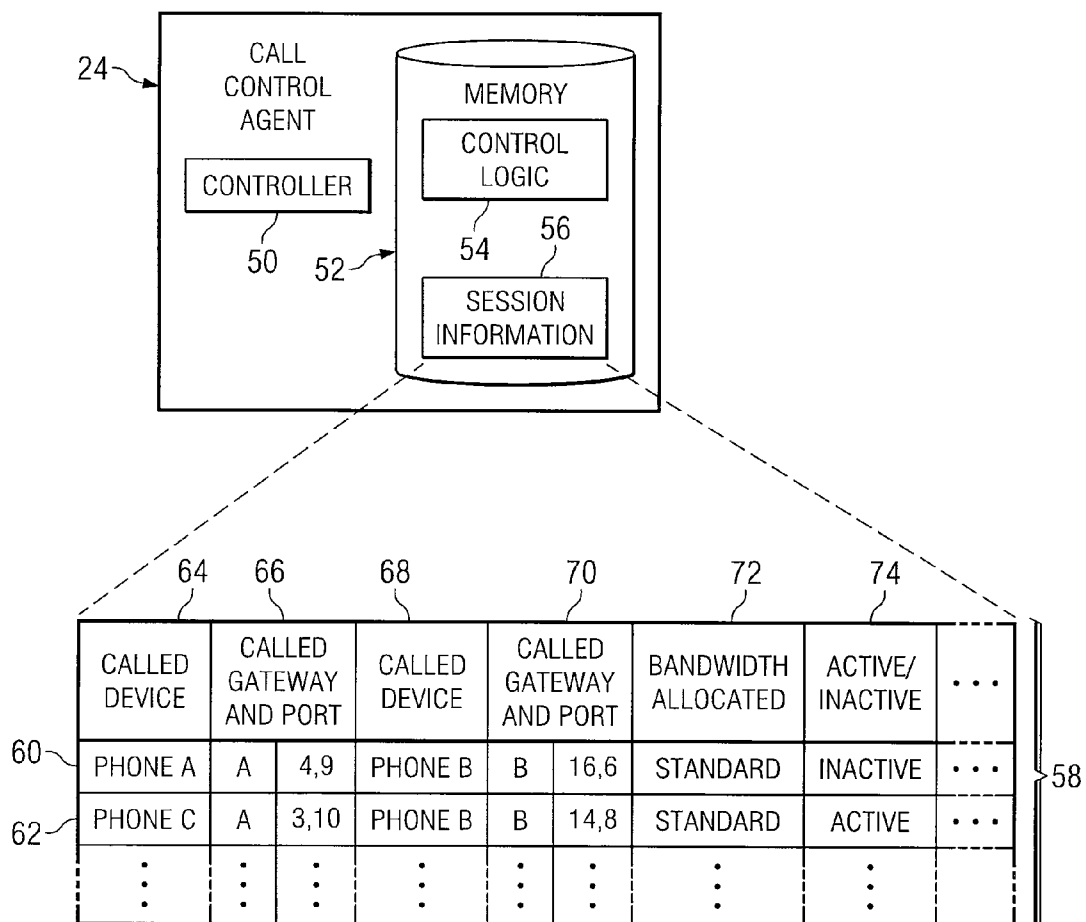 24
CALL
CONTROL
AGENT
CONTROLLER
50
MEMORY
CONTROL
LOGIC
54
52
56
SESSION
INFORMATION
64 66 68 70 72 74
CALLED DEVICE CALLED GATEWAY AND PORT CALLED DEVICE CALLED GATEWAY AND PORT BANDWIDTH ALLOCATED ACTIVE/ INACTIVE • • •
60 PHONE A A 4,9 PHONE B B 16,6 STANDARD INACTIVE • • •
58
62 PHONE C A 3,10 PHONE B B 14,8 STANDARD ACTIVE • • •